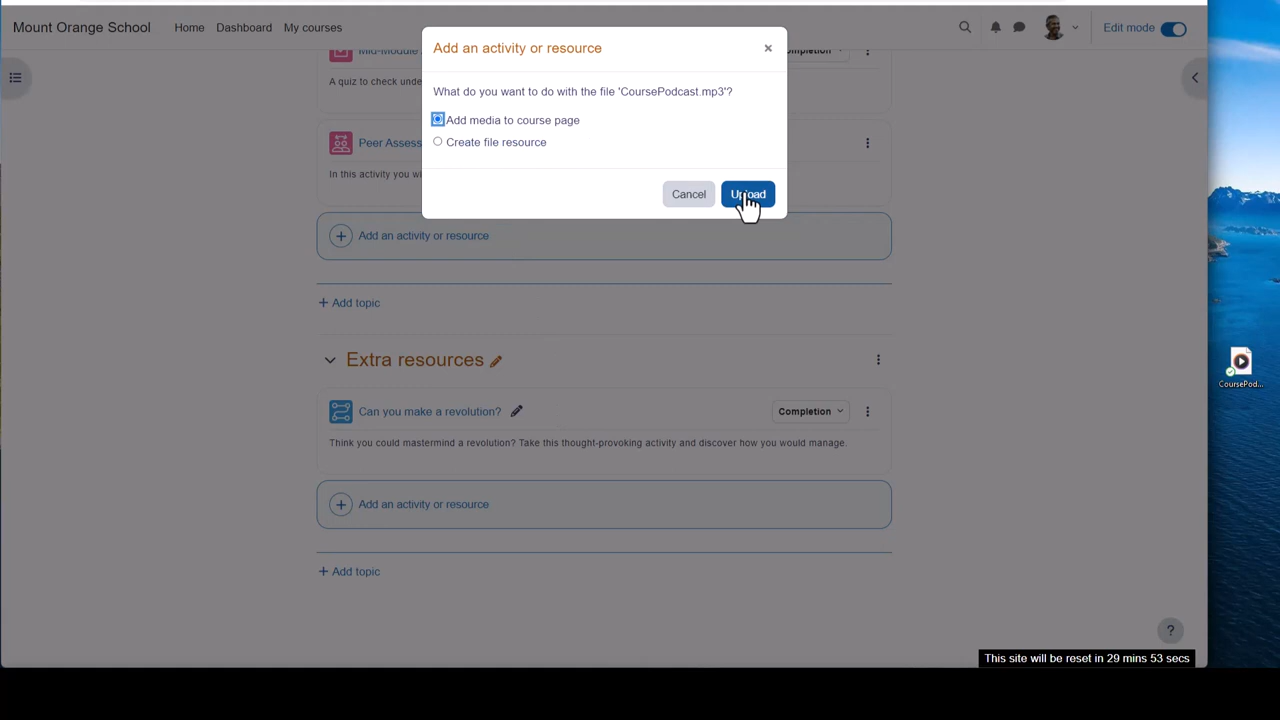 Mount Orange School
Home
Dashboard
My courses
Edit mode
Add an activity or resource
×
What do you want to do with the file 'CoursePodcast.mp3'?
Add media to course page
Create file resource
Cancel
Upload
Mid-Module
Completion
A quiz to check unde
Peer Assess
In this activity you wi
Add an activity or resource
Add topic
Extra resources
Can you make a revolution?
Completion
Think you could mastermind a revolution? Take this thought-provoking activity and discover how you would manage.
Add an activity or resource
Add topic
CoursePod...
?
This site will be reset in 29 mins 53 secs